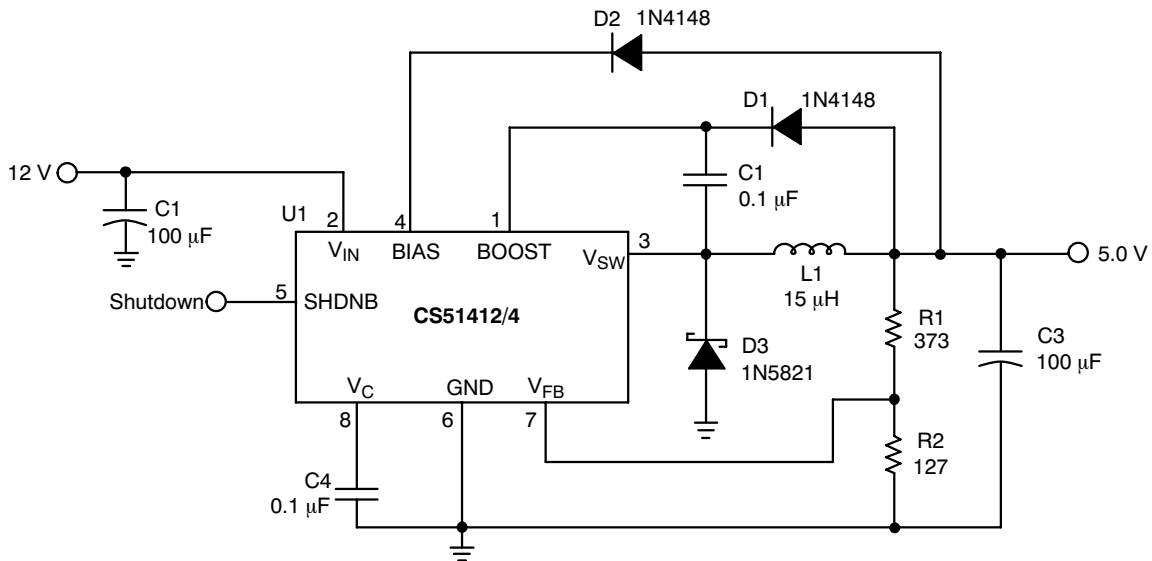 D2 1N4148
D1 1N4148
12 V
C1
100 μF
C1
0.1 μF
U1
2
4
1
3
V_IN
BIAS
BOOST
V_SW
5.0 V
L1
15 μH
Shutdown
5
SHDNB
CS51412/4
R1
373
C3
100 μF
D3
1N5821
V_C
GND
V_FB
8
6
7
R2
127
C4
0.1 μF